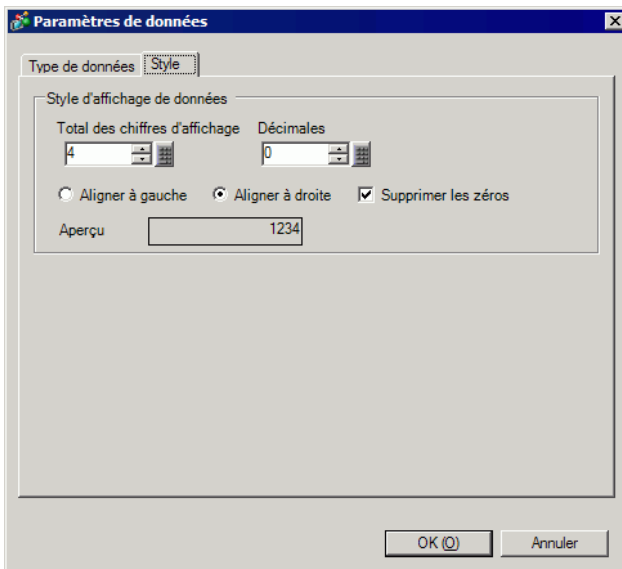 Paramètres de données
Type de données Style
Style d'affichage de données
Total des chiffres d'affichage Décimales
4 0
Aligner à gauche Aligner à droite Supprimer les zéros
Aperçu 1234
OK (O) Annuler